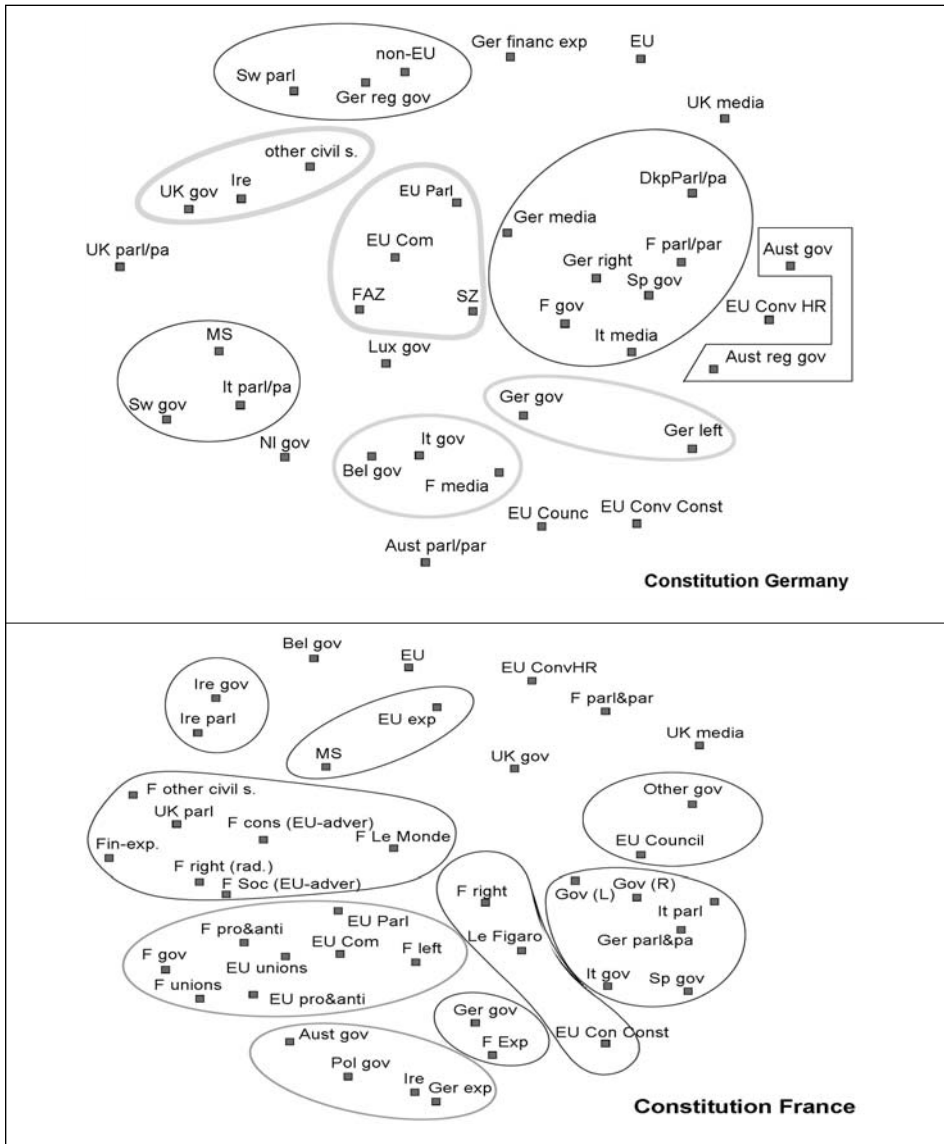 Ger financ exp
EU
non-EU
Sw parl
Ger reg gov
UK media
other civil s.
Ire
UK gov
EU Parl
DkpParl/pa
Ger media
EU Com
UK parl/pa
F parl/par
Aust gov
Ger right
Sp gov
FAZ
SZ
F gov
EU Conv HR
MS
Lux gov
It media
Aust reg gov
It parl/pa
Sw gov
Ger gov
Ger left
Nl gov
It gov
Bel gov
F media
EU Counc
EU Conv Const
Aust parl/par
Constitution Germany
Bel gov
EU
EU ConvHR
Ire gov
F parl&par
Ire parl
EU exp
UK media
MS
UK gov
F other civil s.
Other gov
UK parl
F cons (EU-adver)
F Le Monde
Fin-exp.
EU Council
F right (rad.)
F Soc (EU-adver)
F right
Gov (L)
Gov (R)
It parl
EU Parl
F pro&anti
EU Com
F left
Le Figaro
Ger parl&pa
F gov
EU unions
It gov
Sp gov
F unions
EU pro&anti
Ger gov
Aust gov
F Exp
EU Con Const
Pol gov
Ire
Ger exp
Constitution France